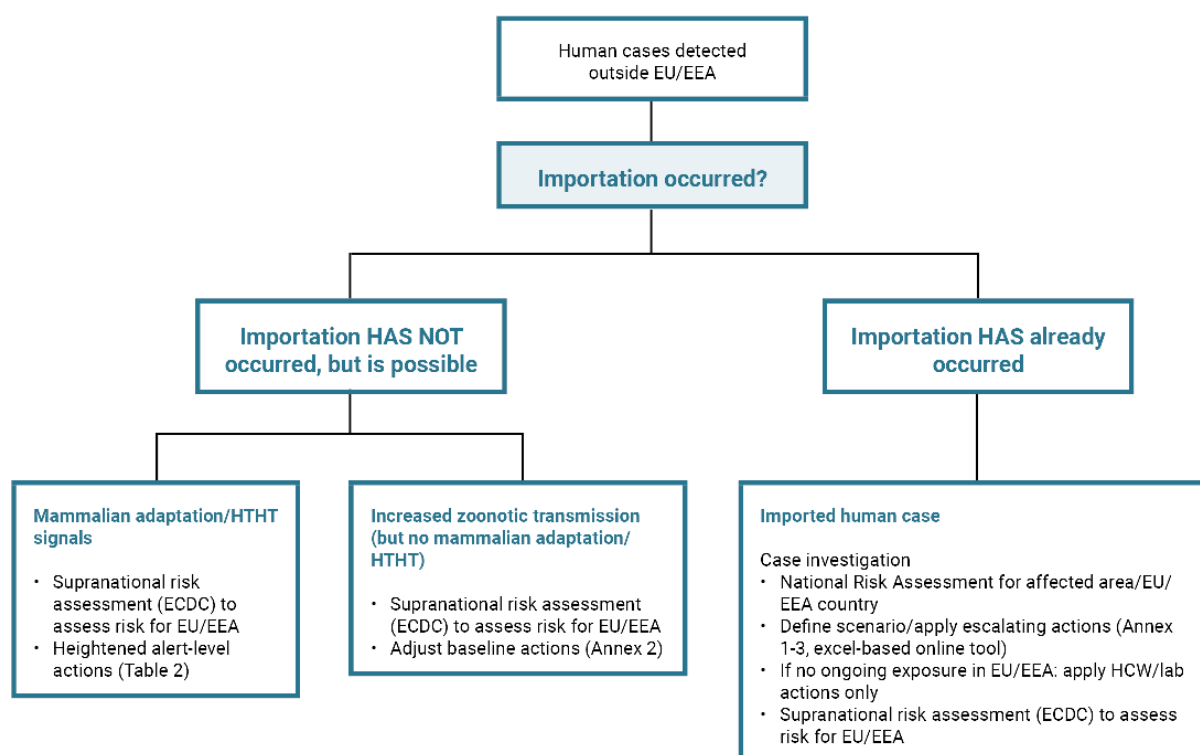 Human cases detected
outside EU/EEA
Importation occurred?
Importation HAS NOT
occurred, but is possible
Importation HAS already
occurred
Mammalian adaptation/HTHT
signals
• Supranational risk
assessment (ECDC) to
assess risk for EU/EEA
• Heightened alert-level
actions (Table 2)
Increased zoonotic transmission
(but no mammalian adaptation/
HTHT)
• Supranational risk assessment
(ECDC) to assess risk for EU/EEA
• Adjust baseline actions (Annex 2)
Imported human case
Case investigation
• National Risk Assessment for affected area/EU/
EEA country
• Define scenario/apply escalating actions (Annex
1-3, excel-based online tool)
• If no ongoing exposure in EU/EEA: apply HCW/lab
actions only
• Supranational risk assessment (ECDC) to assess
risk for EU/EEA